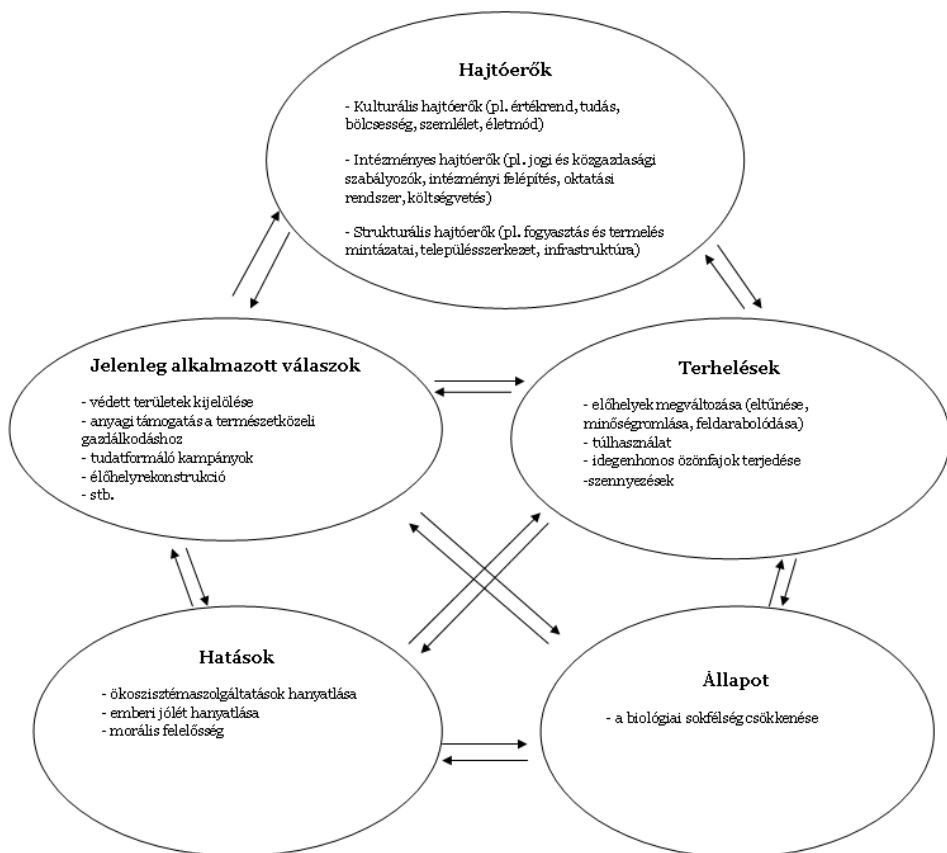 Hajtóerők
- Kulturális hajtóerők (pl. értékrend, tudás,
bölcsesség, szemlélet, életmód)
- Intézményes hajtóerők (pl. jogi és közgazdasági
szabályozók, intézményi felépítés, oktatási
rendszer, költségvetés)
- Strukturális hajtóerők (pl. fogyasztás és termelés
mintázatai, településszerkezet, infrastruktúra)
Jelenleg alkalmazott válaszok
- védett területek kijelölése
- anyagi támogatás a természetközeli
gazdálkodáshoz
- tudatformáló kampányok
- élőhelyrekonstrukció
- stb.
Terhelések
- előhelyek megváltozása (eltűnése,
minőségromlása, feldarabolódása)
- túlhasználat
- idegenhonos özönfajok terjedése
-szennyezések
Hatások
- ökoszisztémaszolgáltatások hanyatlása
- emberi jólét hanyatlása
- morális felelősség
Állapot
- a biológiai sokfélség csökkenése